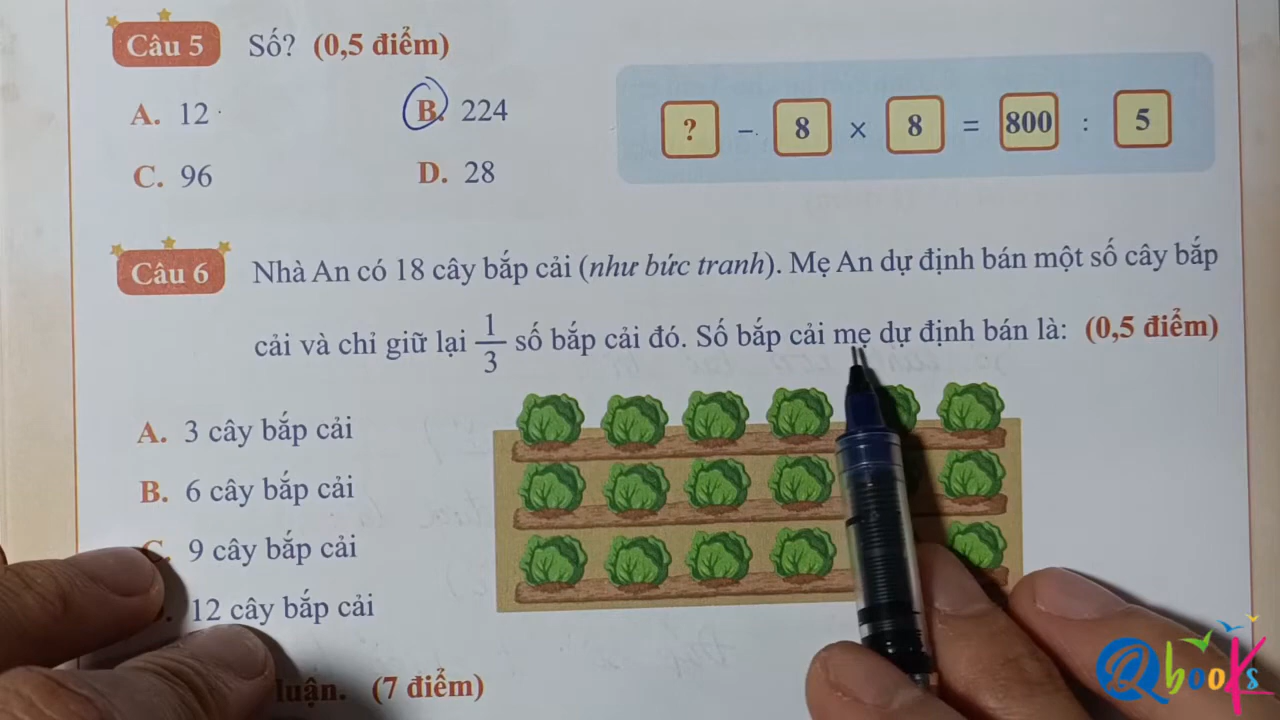 Câu 5 Số? (0,5 điểm)
A. 12 B. 224
? – 8 × 8 = 800 : 5
C. 96 D. 28
Câu 6 Nhà An có 18 cây bắp cải (như bức tranh). Mẹ An dự định bán một số cây bắp
cải và chỉ giữ lại 1/3 số bắp cải đó. Số bắp cải mẹ dự định bán là: (0,5 điểm)
A. 3 cây bắp cải
B. 6 cây bắp cải
C. 9 cây bắp cải
12 cây bắp cải
luận. (7 điểm)
Qbooks